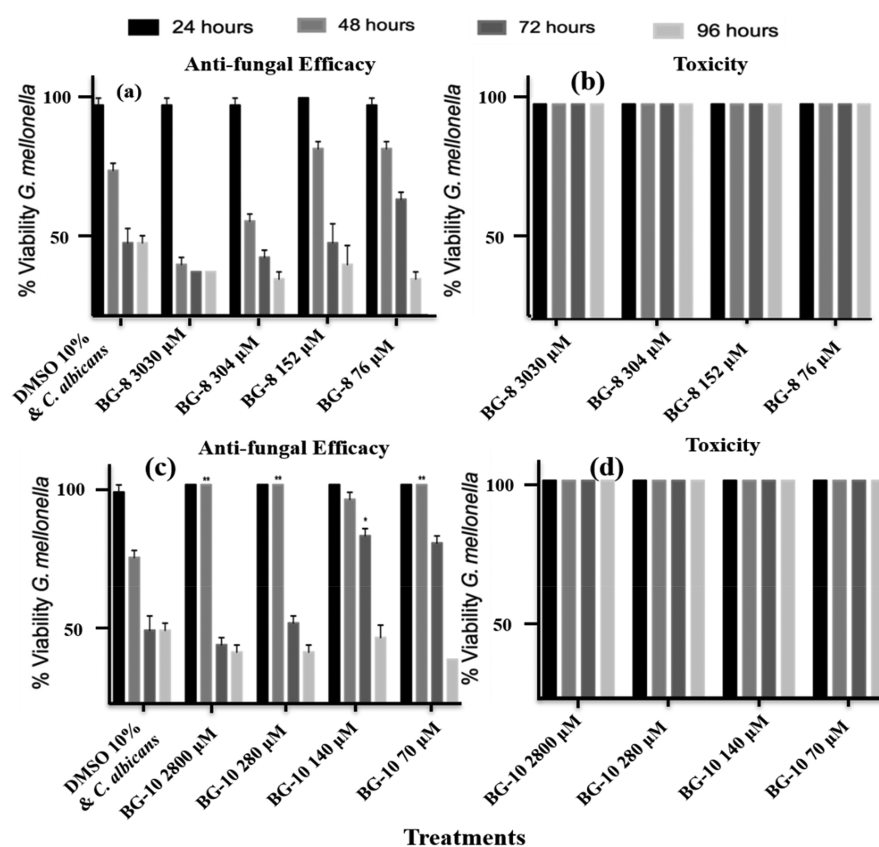 24 hours 48 hours 72 hours 96 hours
Anti-fungal Efficacy
Toxicity
(a)
(b)
% Viability G. mellonella
100
50
DMSO 10%
& C. albicans
BG-8 3030 µM
BG-8 304 µM
BG-8 152 µM
BG-8 76 µM
% Viability G. mellonella
100
50
BG-8 3030 µM
BG-8 304 µM
BG-8 152 µM
BG-8 76 µM
Anti-fungal Efficacy
Toxicity
(c)
(d)
% Viability G. mellonella
100
50
** ** * **
DMSO 10%
& C. albicans
BG-10 2800 µM
BG-10 280 µM
BG-10 140 µM
BG-10 70 µM
% Viability G. mellonella
100
50
BG-10 2800 µM
BG-10 280 µM
BG-10 140 µM
BG-10 70 µM
Treatments